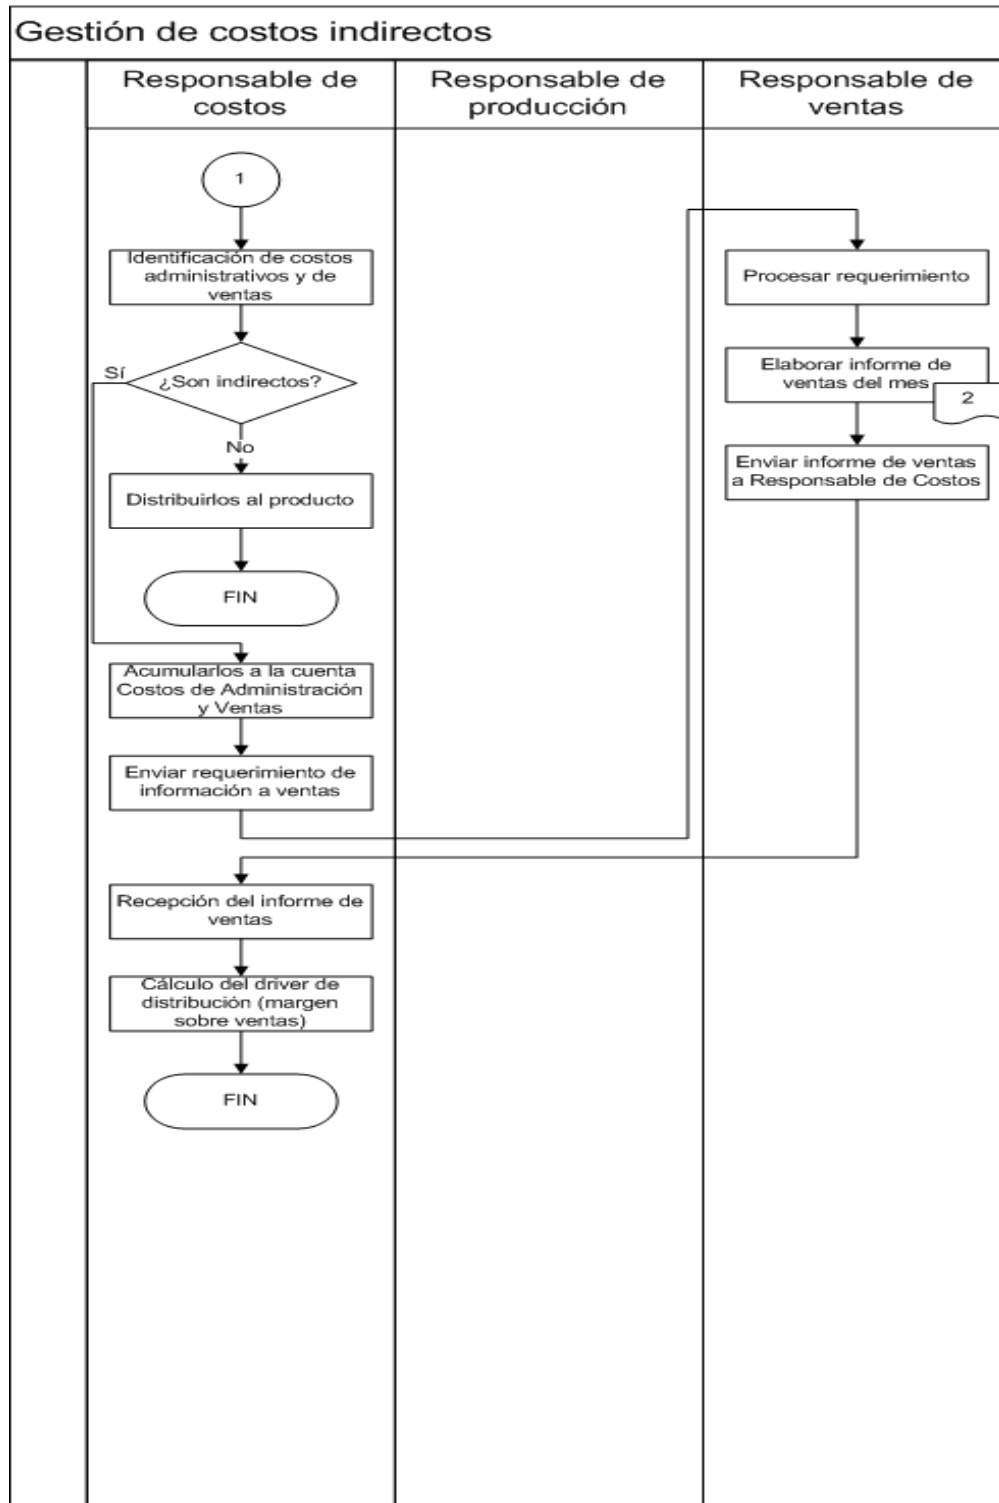 Gestión de costos indirectos
Responsable de
costos
Responsable de
producción
Responsable de
ventas
1
Identificación de costos
administrativos y de
ventas
¿Son indirectos?
Sí
No
Distribuirlos al producto
FIN
Acumularlos a la cuenta
Costos de Administración
y Ventas
Enviar requerimiento de
información a ventas
Procesar requerimiento
Elaborar informe de
ventas del mes
2
Enviar informe de ventas
a Responsable de Costos
Recepción del informe de
ventas
Cálculo del driver de
distribución (margen
sobre ventas)
FIN